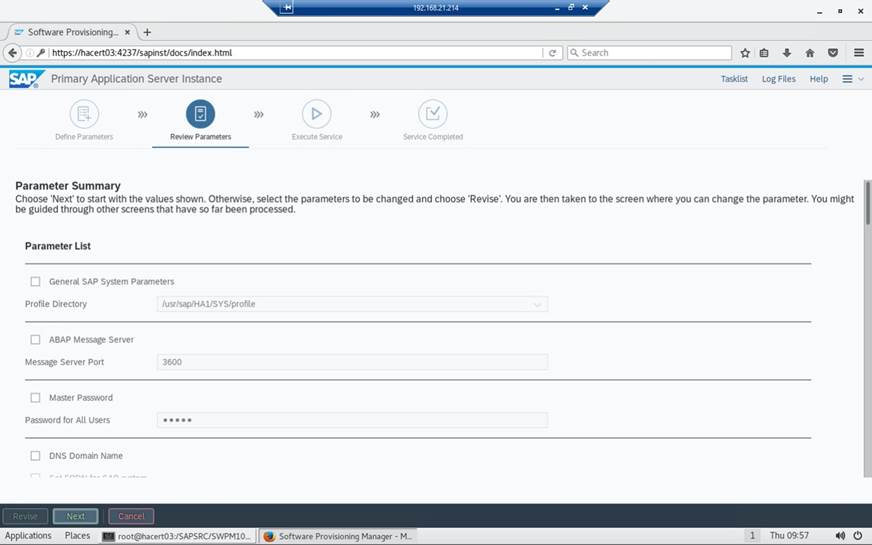 192.168.21.214
Software Provisioning...
https://hacert03:4237/sapinst/docs/index.html
Search
SAP Primary Application Server Instance
Tasklist Log Files Help
Define Parameters Review Parameters Execute Service Service Completed
Parameter Summary
Choose 'Next' to start with the values shown. Otherwise, select the parameters to be changed and choose 'Revise'. You are then taken to the screen where you can change the parameter. You might
be guided through other screens that have so far been processed.
Parameter List
General SAP System Parameters
Profile Directory /usr/sap/HA1/SYS/profile
ABAP Message Server
Message Server Port 3600
Master Password
Password for All Users •••••
DNS Domain Name
Revise Next Cancel
Applications Places root@hacert03:/SAPSRC/SWPM10... Software Provisioning Manager - M... 1 Thu 09:57